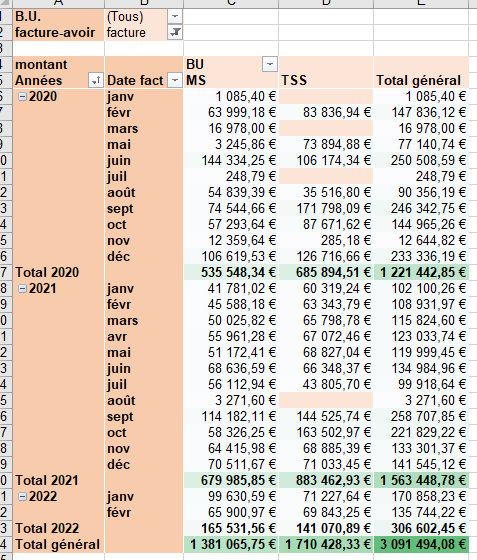 A B C D E
B.U. (Tous)
facture-avoir facture
montant BU
Années Date fact MS TSS Total général
2020 janv 1 085,40 € 1 085,40 €
févr 63 999,18 € 83 836,94 € 147 836,12 €
mars 16 978,00 € 16 978,00 €
mai 3 245,86 € 73 894,88 € 77 140,74 €
juin 144 334,25 € 106 174,34 € 250 508,59 €
juil 248,79 € 248,79 €
août 54 839,39 € 35 516,80 € 90 356,19 €
sept 74 544,66 € 171 798,09 € 246 342,75 €
oct 57 293,64 € 87 671,62 € 144 965,26 €
nov 12 359,64 € 285,18 € 12 644,82 €
déc 106 619,53 € 126 716,66 € 233 336,19 €
Total 2020 535 548,34 € 685 894,51 € 1 221 442,85 €
2021 janv 41 781,02 € 60 319,24 € 102 100,26 €
févr 45 588,18 € 63 343,79 € 108 931,97 €
mars 50 025,82 € 65 798,78 € 115 824,60 €
avr 55 961,28 € 67 072,46 € 123 033,74 €
mai 51 172,41 € 68 827,04 € 119 999,45 €
juin 68 636,59 € 66 348,37 € 134 984,96 €
juil 56 112,94 € 43 805,70 € 99 918,64 €
août 3 271,60 € 3 271,60 €
sept 114 182,11 € 144 525,74 € 258 707,85 €
oct 58 326,25 € 163 502,97 € 221 829,22 €
nov 64 415,98 € 68 885,39 € 133 301,37 €
déc 70 511,67 € 71 033,45 € 141 545,12 €
Total 2021 679 985,85 € 883 462,93 € 1 563 448,78 €
2022 janv 99 630,59 € 71 227,64 € 170 858,23 €
févr 65 900,97 € 69 843,25 € 135 744,22 €
Total 2022 165 531,56 € 141 070,89 € 306 602,45 €
Total général 1 381 065,75 € 1 710 428,33 € 3 091 494,08 €